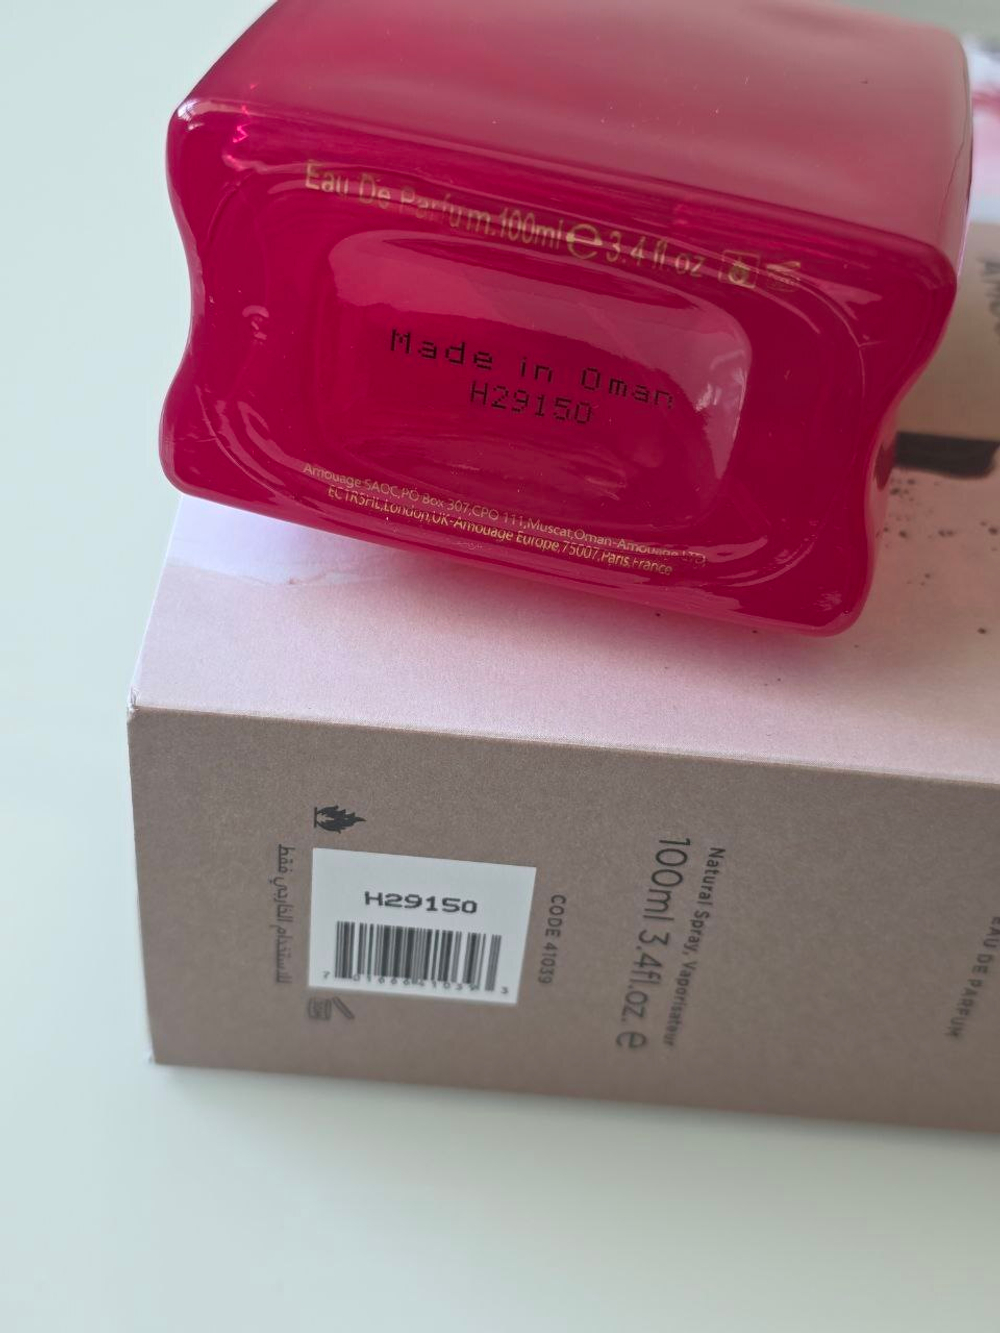 Eau De Parfum.100ml e 3.4 fl oz
Made in Oman
H29150
Amouage SAOC,PO Box 307,CPO 111,Muscat,Oman-Amouage LTD,
ECTR5HL,London,UK-Amouage Europe,75007,Paris,France
للاستخدام الخارجي فقط
H29150
CODE 41039
100ml 3.4fl.oz. e
Natural Spray, Vaporisateur
EAU DE PARFUM